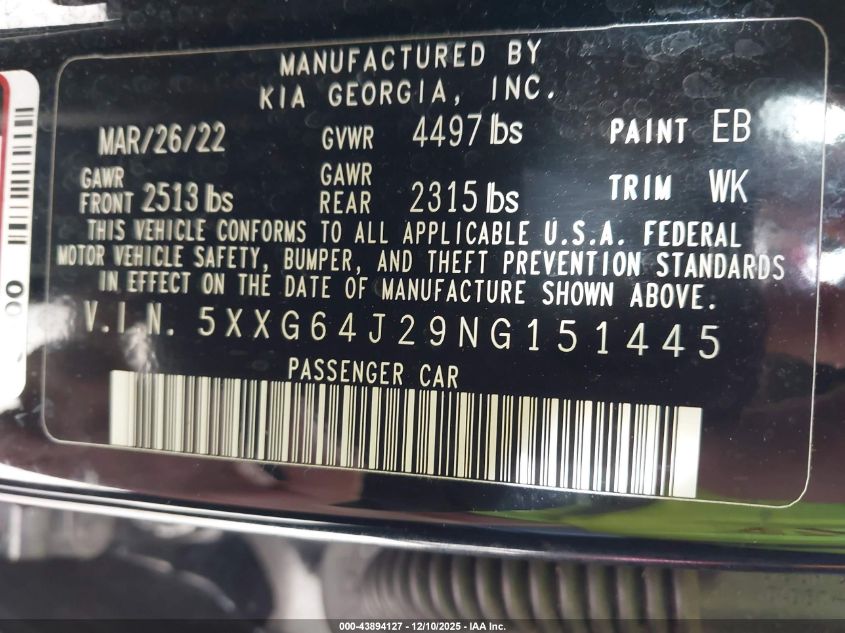 MANUFACTURED BY
KIA GEORGIA, INC.
MAR/26/22 GVWR 4497 lbs PAINT EB
GAWR FRONT 2513 lbs GAWR REAR 2315 lbs TRIM WK
THIS VEHICLE CONFORMS TO ALL APPLICABLE U.S.A. FEDERAL
MOTOR VEHICLE SAFETY, BUMPER, AND THEFT PREVENTION STANDARDS
IN EFFECT ON THE DATE OF MANUFACTURE SHOWN ABOVE.
V.I.N. 5XXG64J29NG151445
PASSENGER CAR
00
000-43894127 - 12/10/2025 - IAA Inc.